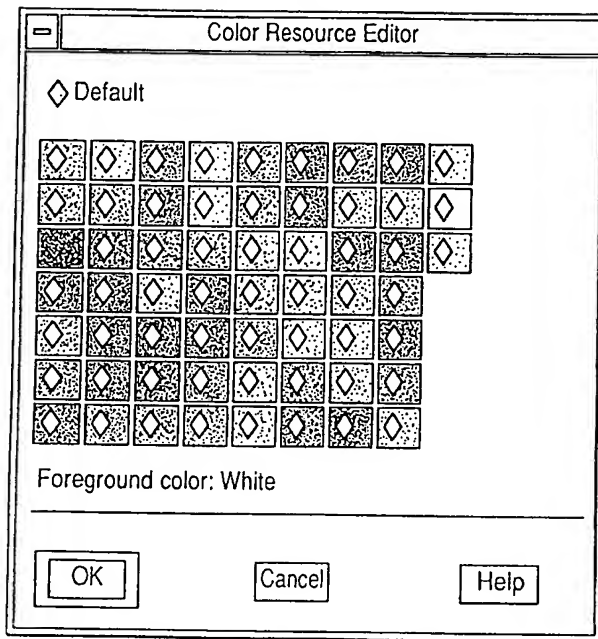 Color Resource Editor
Default
Foreground color: White
OK
Cancel
Help